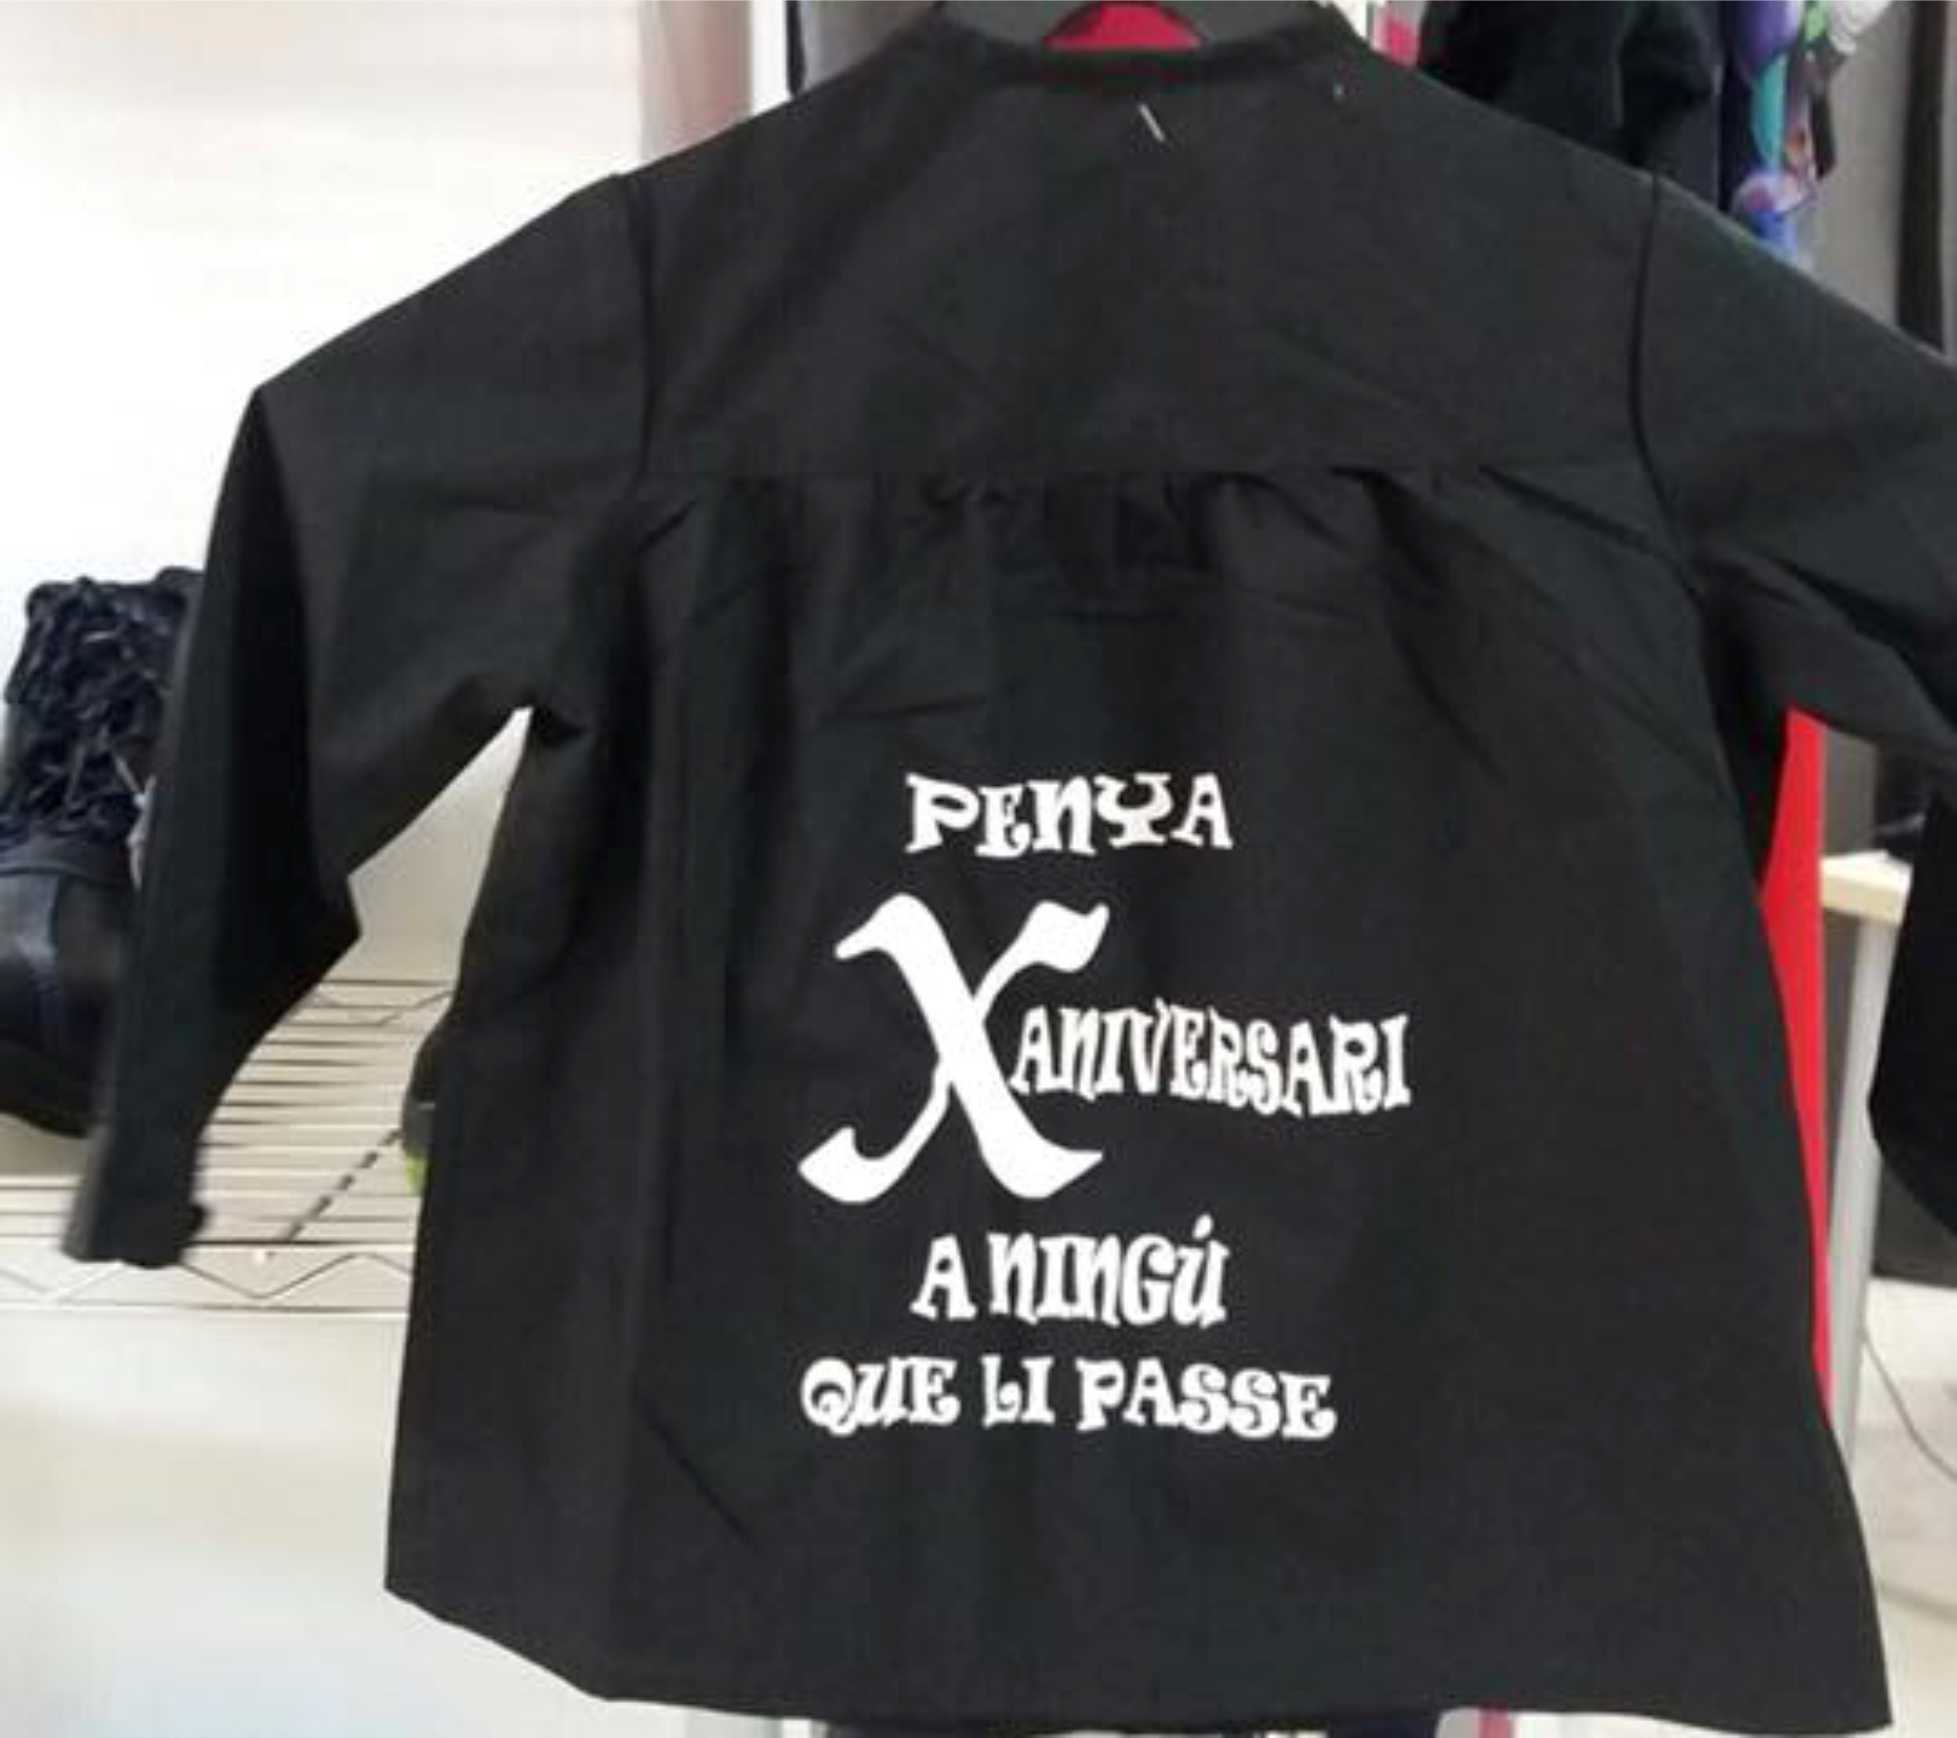 PENYA
X ANIVERSARI
A NINGÚ
QUE LI PASSE